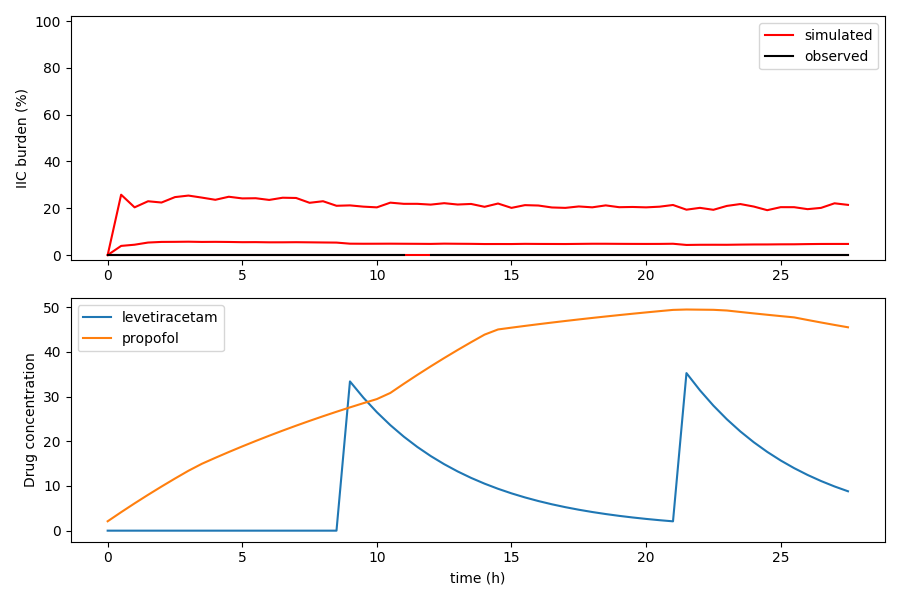 IIC burden (%)
100
80
60
40
20
0
simulated
observed
0 5 10 15 20 25
Drug concentration
50
40
30
20
10
0
levetiracetam
propofol
0 5 10 15 20 25
time (h)